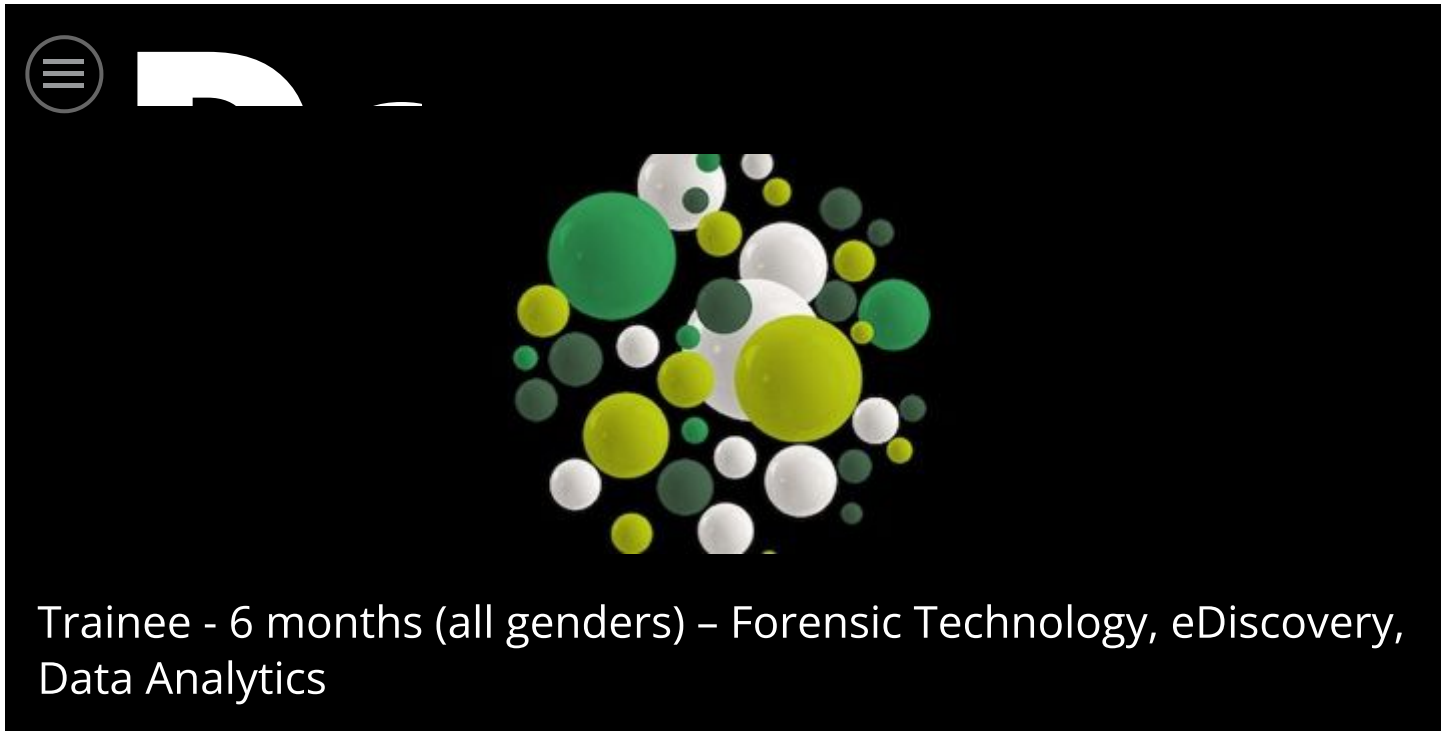 Trainee - 6 months (all genders) – Forensic Technology, eDiscovery,
Data Analytics